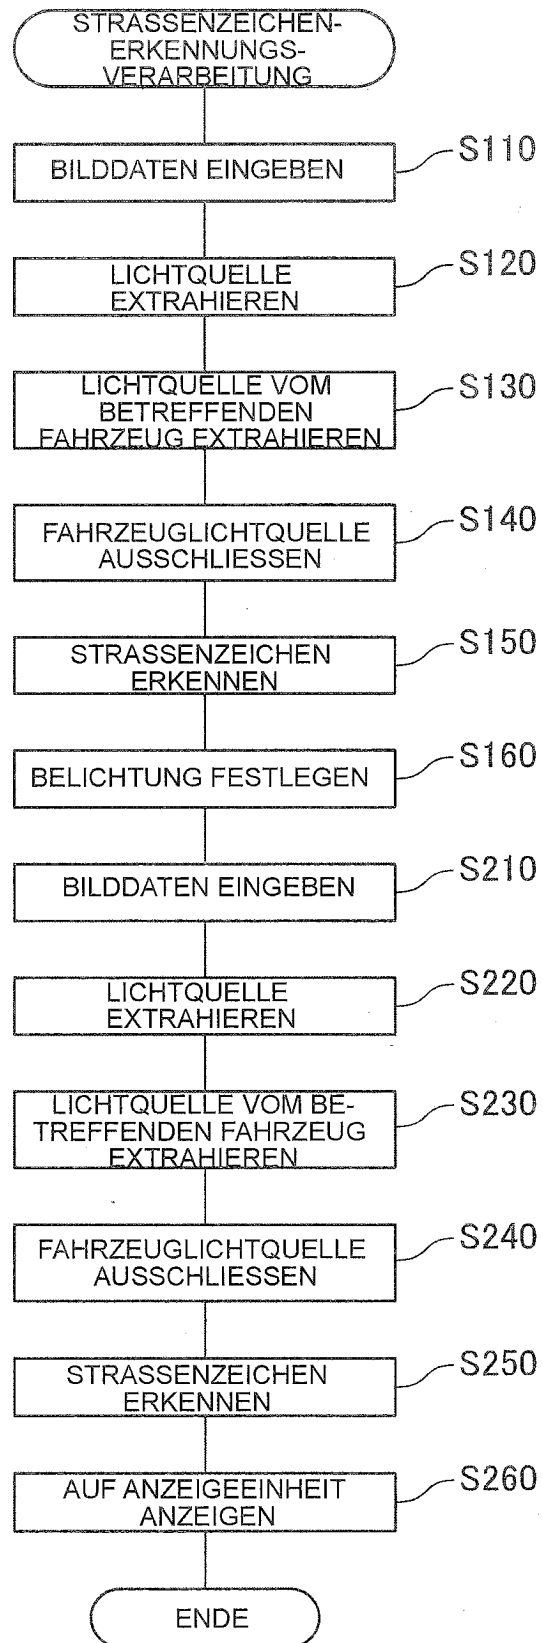 STRASSENZEICHEN-
ERKENNUNGS-
VERARBEITUNG
S110
BILDDATEN EINGEBEN
S120
LICHTQUELLE
EXTRAHIEREN
S130
LICHTQUELLE VOM
BETREFFENDEN
FAHRZEUG EXTRAHIEREN
S140
FAHRZEUGLICHTQUELLE
AUSSCHLIESSEN
S150
STRASSENZEICHEN
ERKENNEN
S160
BELICHTUNG FESTLEGEN
S210
BILDDATEN EINGEBEN
S220
LICHTQUELLE
EXTRAHIEREN
S230
LICHTQUELLE VOM BE-
TREFFENDEN FAHRZEUG
EXTRAHIEREN
S240
FAHRZEUGLICHTQUELLE
AUSSCHLIESSEN
S250
STRASSENZEICHEN
ERKENNEN
S260
AUF ANZEIGEEINHEIT
ANZEIGEN
ENDE